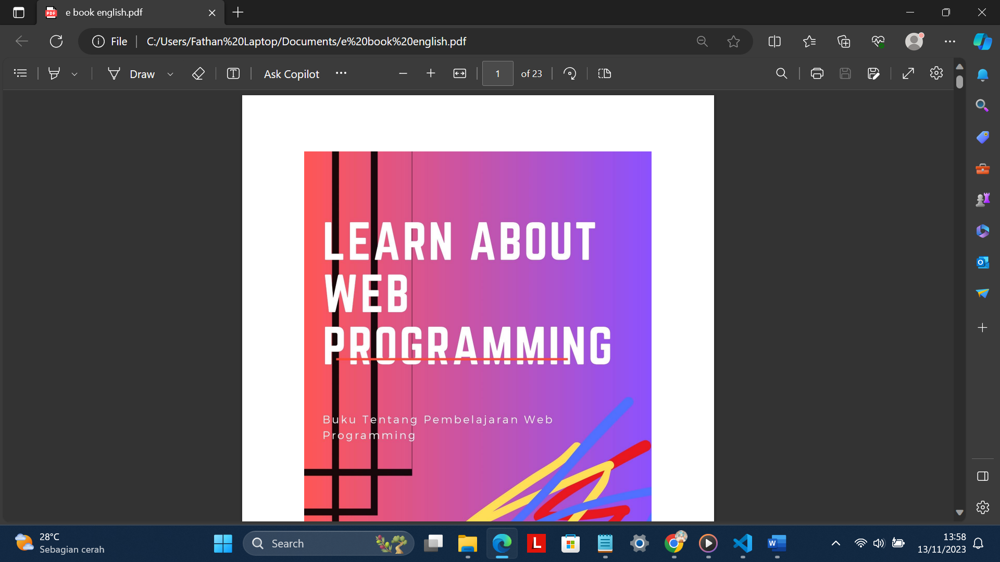 e book english.pdf
File
C:/Users/Fathan%20Laptop/Documents/e%20book%20english.pdf
Draw
Ask Copilot
1
of 23
LEARN ABOUT
WEB
PROGRAMMING
Buku Tentang Pembelajaran Web
Programming
28°C
Sebagian cerah
Search
13:58
13/11/2023